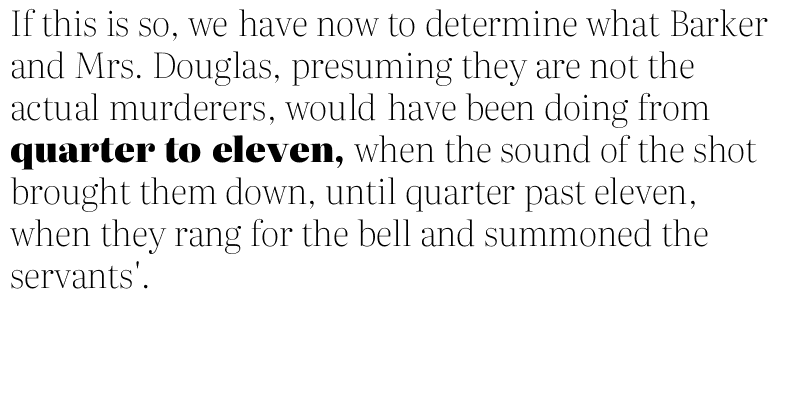 If this is so, we have now to determine what Barker
and Mrs. Douglas, presuming they are not the
actual murderers, would have been doing from
quarter to eleven, when the sound of the shot
brought them down, until quarter past eleven,
when they rang for the bell and summoned the
servants'.